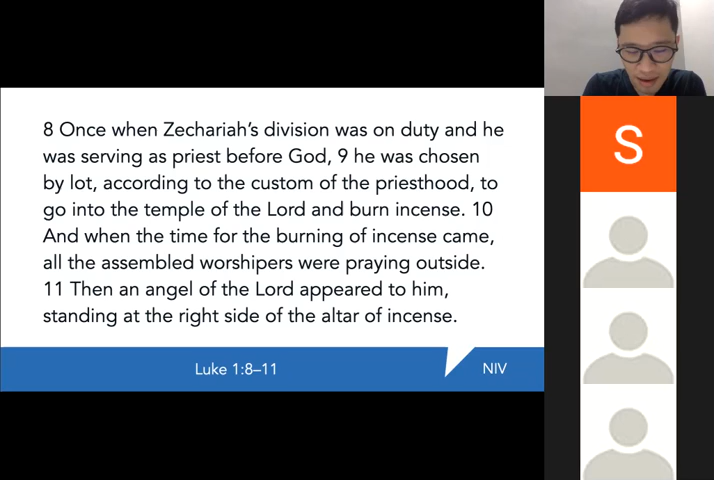 8 Once when Zechariah’s division was on duty and he
was serving as priest before God, 9 he was chosen
by lot, according to the custom of the priesthood, to
go into the temple of the Lord and burn incense. 10
And when the time for the burning of incense came,
all the assembled worshipers were praying outside.
11 Then an angel of the Lord appeared to him,
standing at the right side of the altar of incense.
Luke 1:8–11
NIV
S